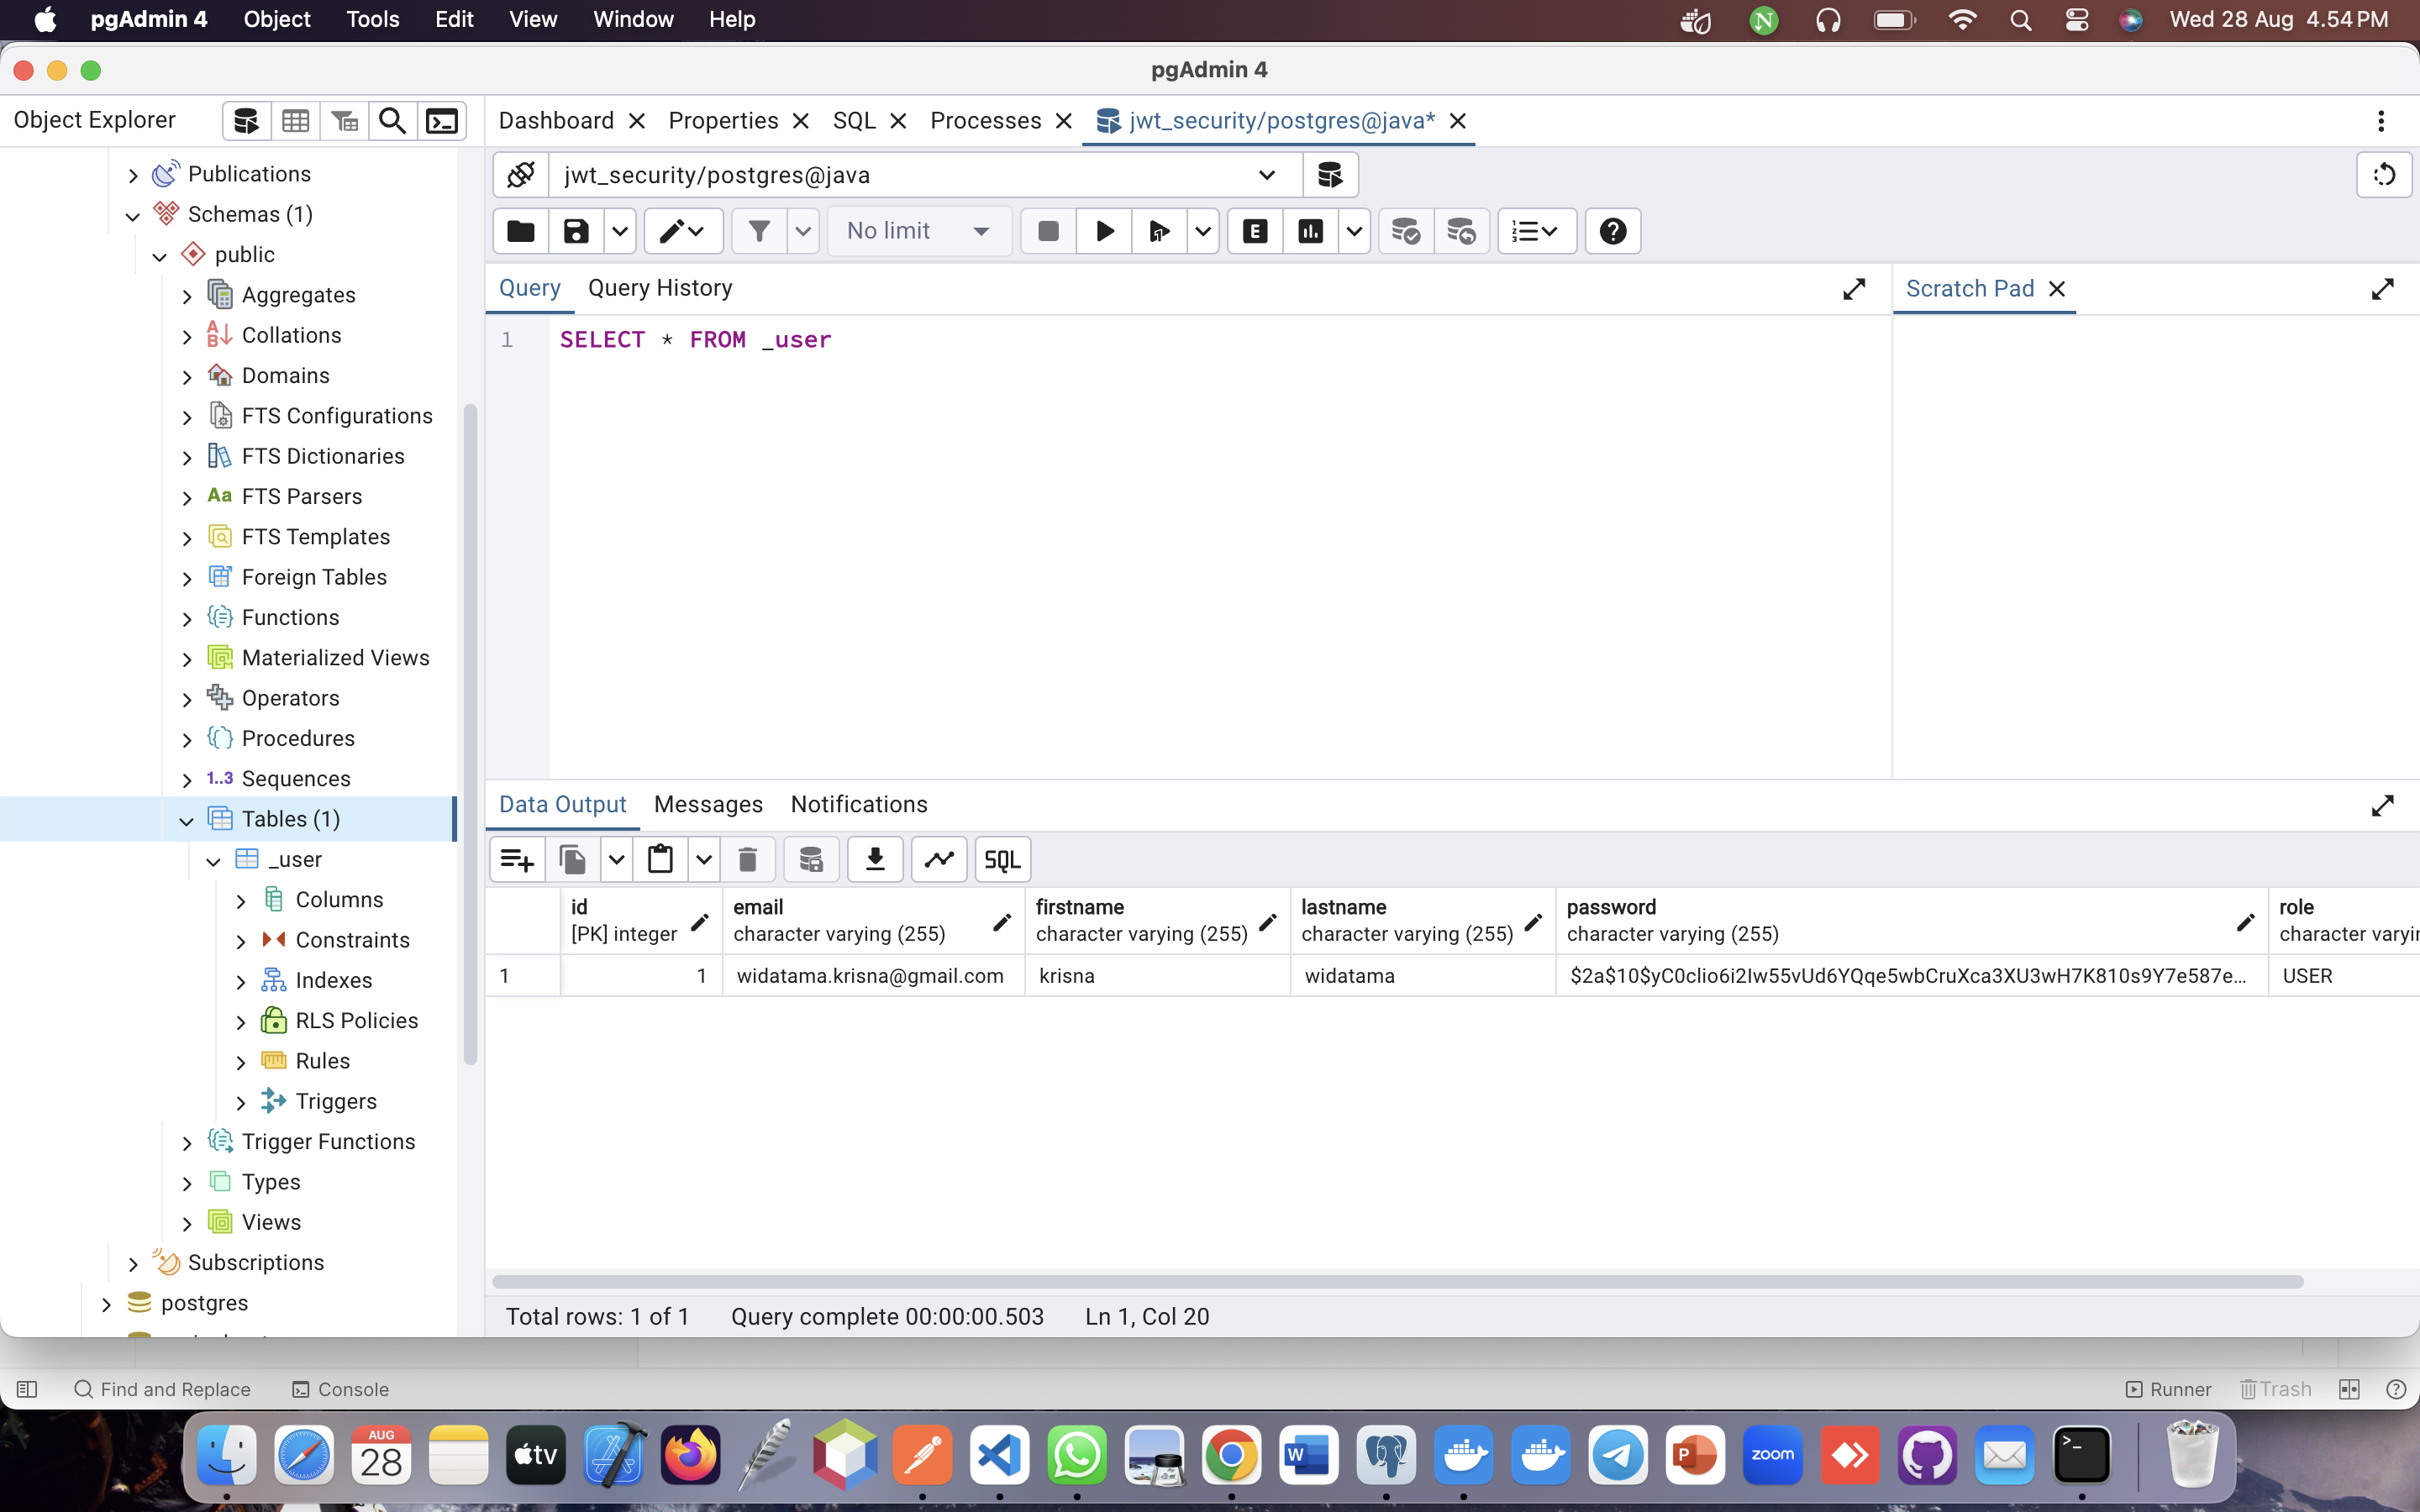 pgAdmin 4 Object Tools Edit View Window Help N Wed 28 Aug 4.54 PM
pgAdmin 4
Object Explorer
Dashboard Properties SQL Processes jwt_security/postgres@java*
Publications
Schemas (1)
public
Aggregates
Collations
Domains
FTS Configurations
FTS Dictionaries
Aa FTS Parsers
FTS Templates
Foreign Tables
Functions
Materialized Views
Operators
Procedures
1..3 Sequences
Tables (1)
_user
Columns
Constraints
Indexes
RLS Policies
Rules
Triggers
Trigger Functions
Types
Views
Subscriptions
postgres
jwt_security/postgres@java
No limit E
Query Query History
Scratch Pad
1 SELECT * FROM _user
Data Output Messages Notifications
SQL
id email firstname lastname password role
[PK] integer character varying (255) character varying (255) character varying (255) character varying (255)
1 1 widatama.krisna@gmail.com krisna widatama $2a$10$yC0clio6i2Iw55vUd6YQqe5wbCruXca3XU3wH7K810s9Y7e587e... USER
Total rows: 1 of 1 Query complete 00:00:00.503 Ln 1, Col 20
Find and Replace Console Runner Trash
AUG
28
tv
W
P
zoom